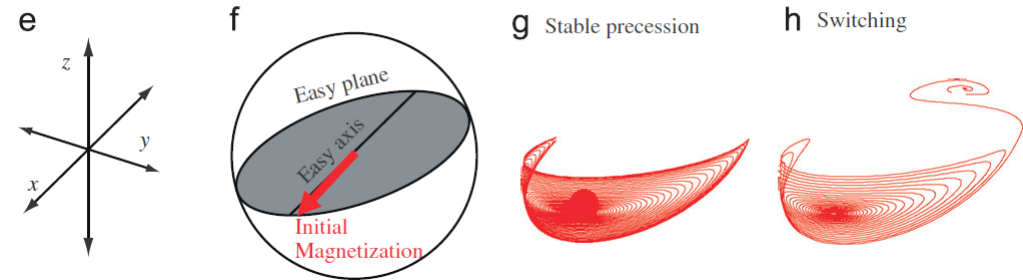 e
z
y
x
f
Easy plane
Easy axis
Initial
Magnetization
g Stable precession
h Switching